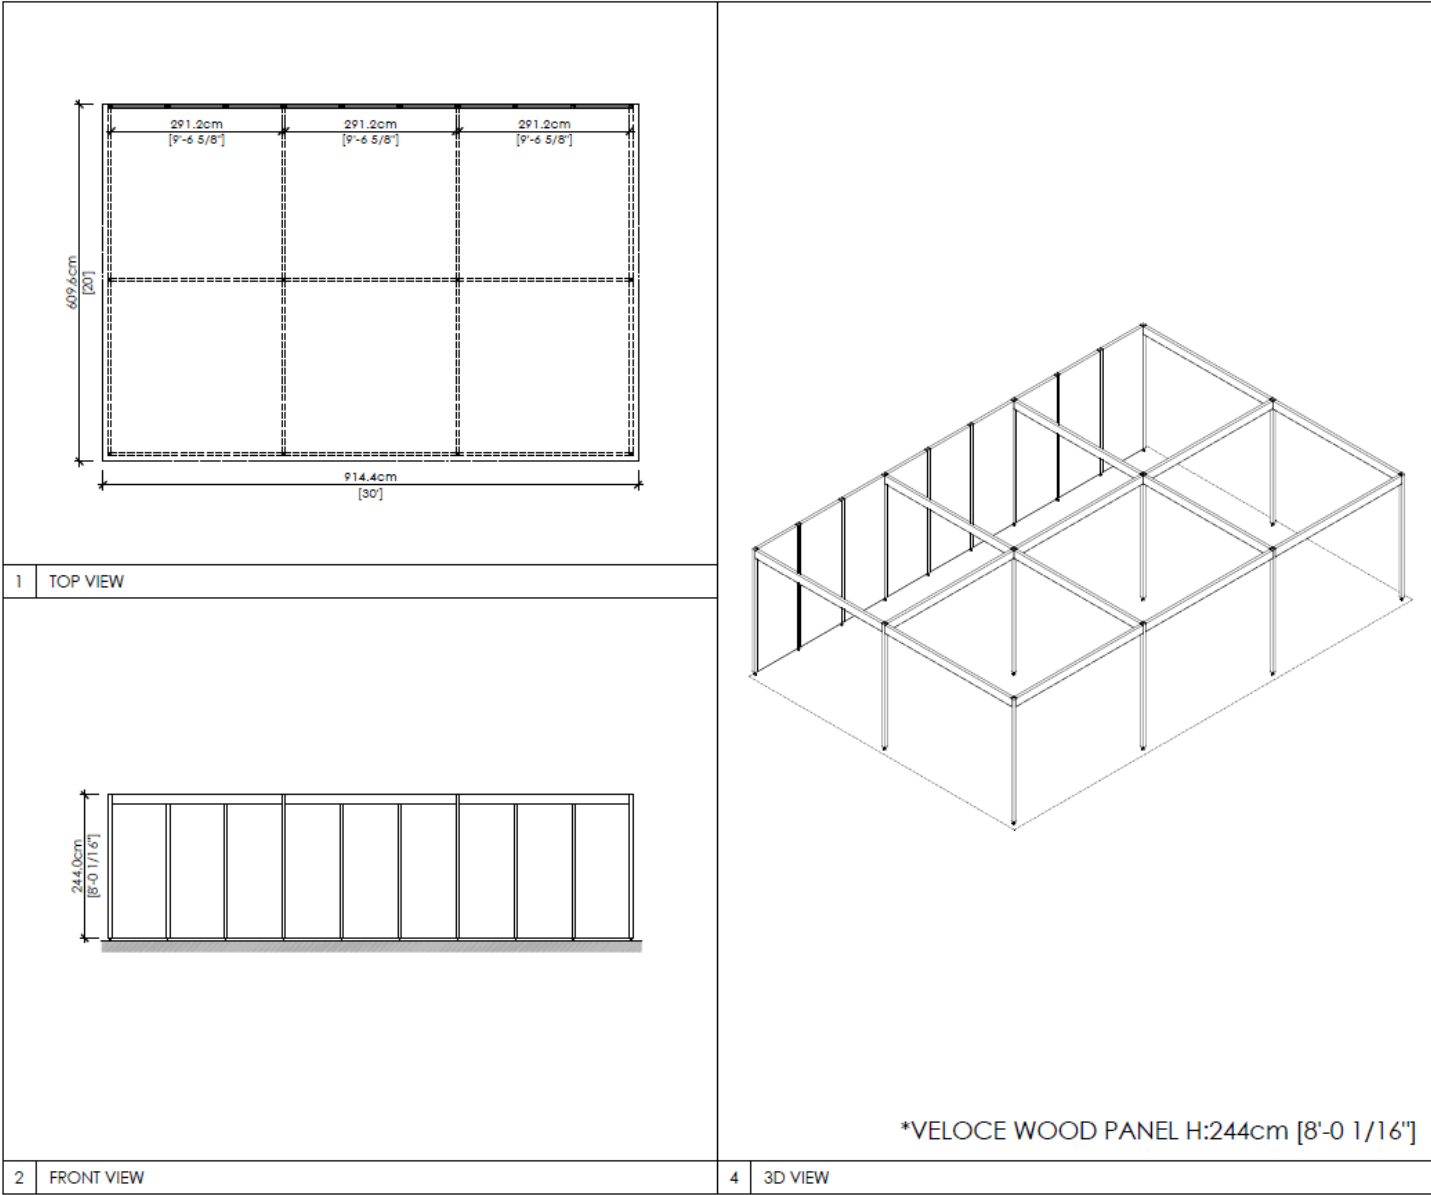 291.2cm
[9'-6 5/8"]
291.2cm
[9'-6 5/8"]
291.2cm
[9'-6 5/8"]
609.6cm
[20']
914.4cm
[30']
1 TOP VIEW
244.0cm
[8'-0 1/16"]
2 FRONT VIEW
*VELOCE WOOD PANEL H:244cm [8'-0 1/16"]
4 3D VIEW